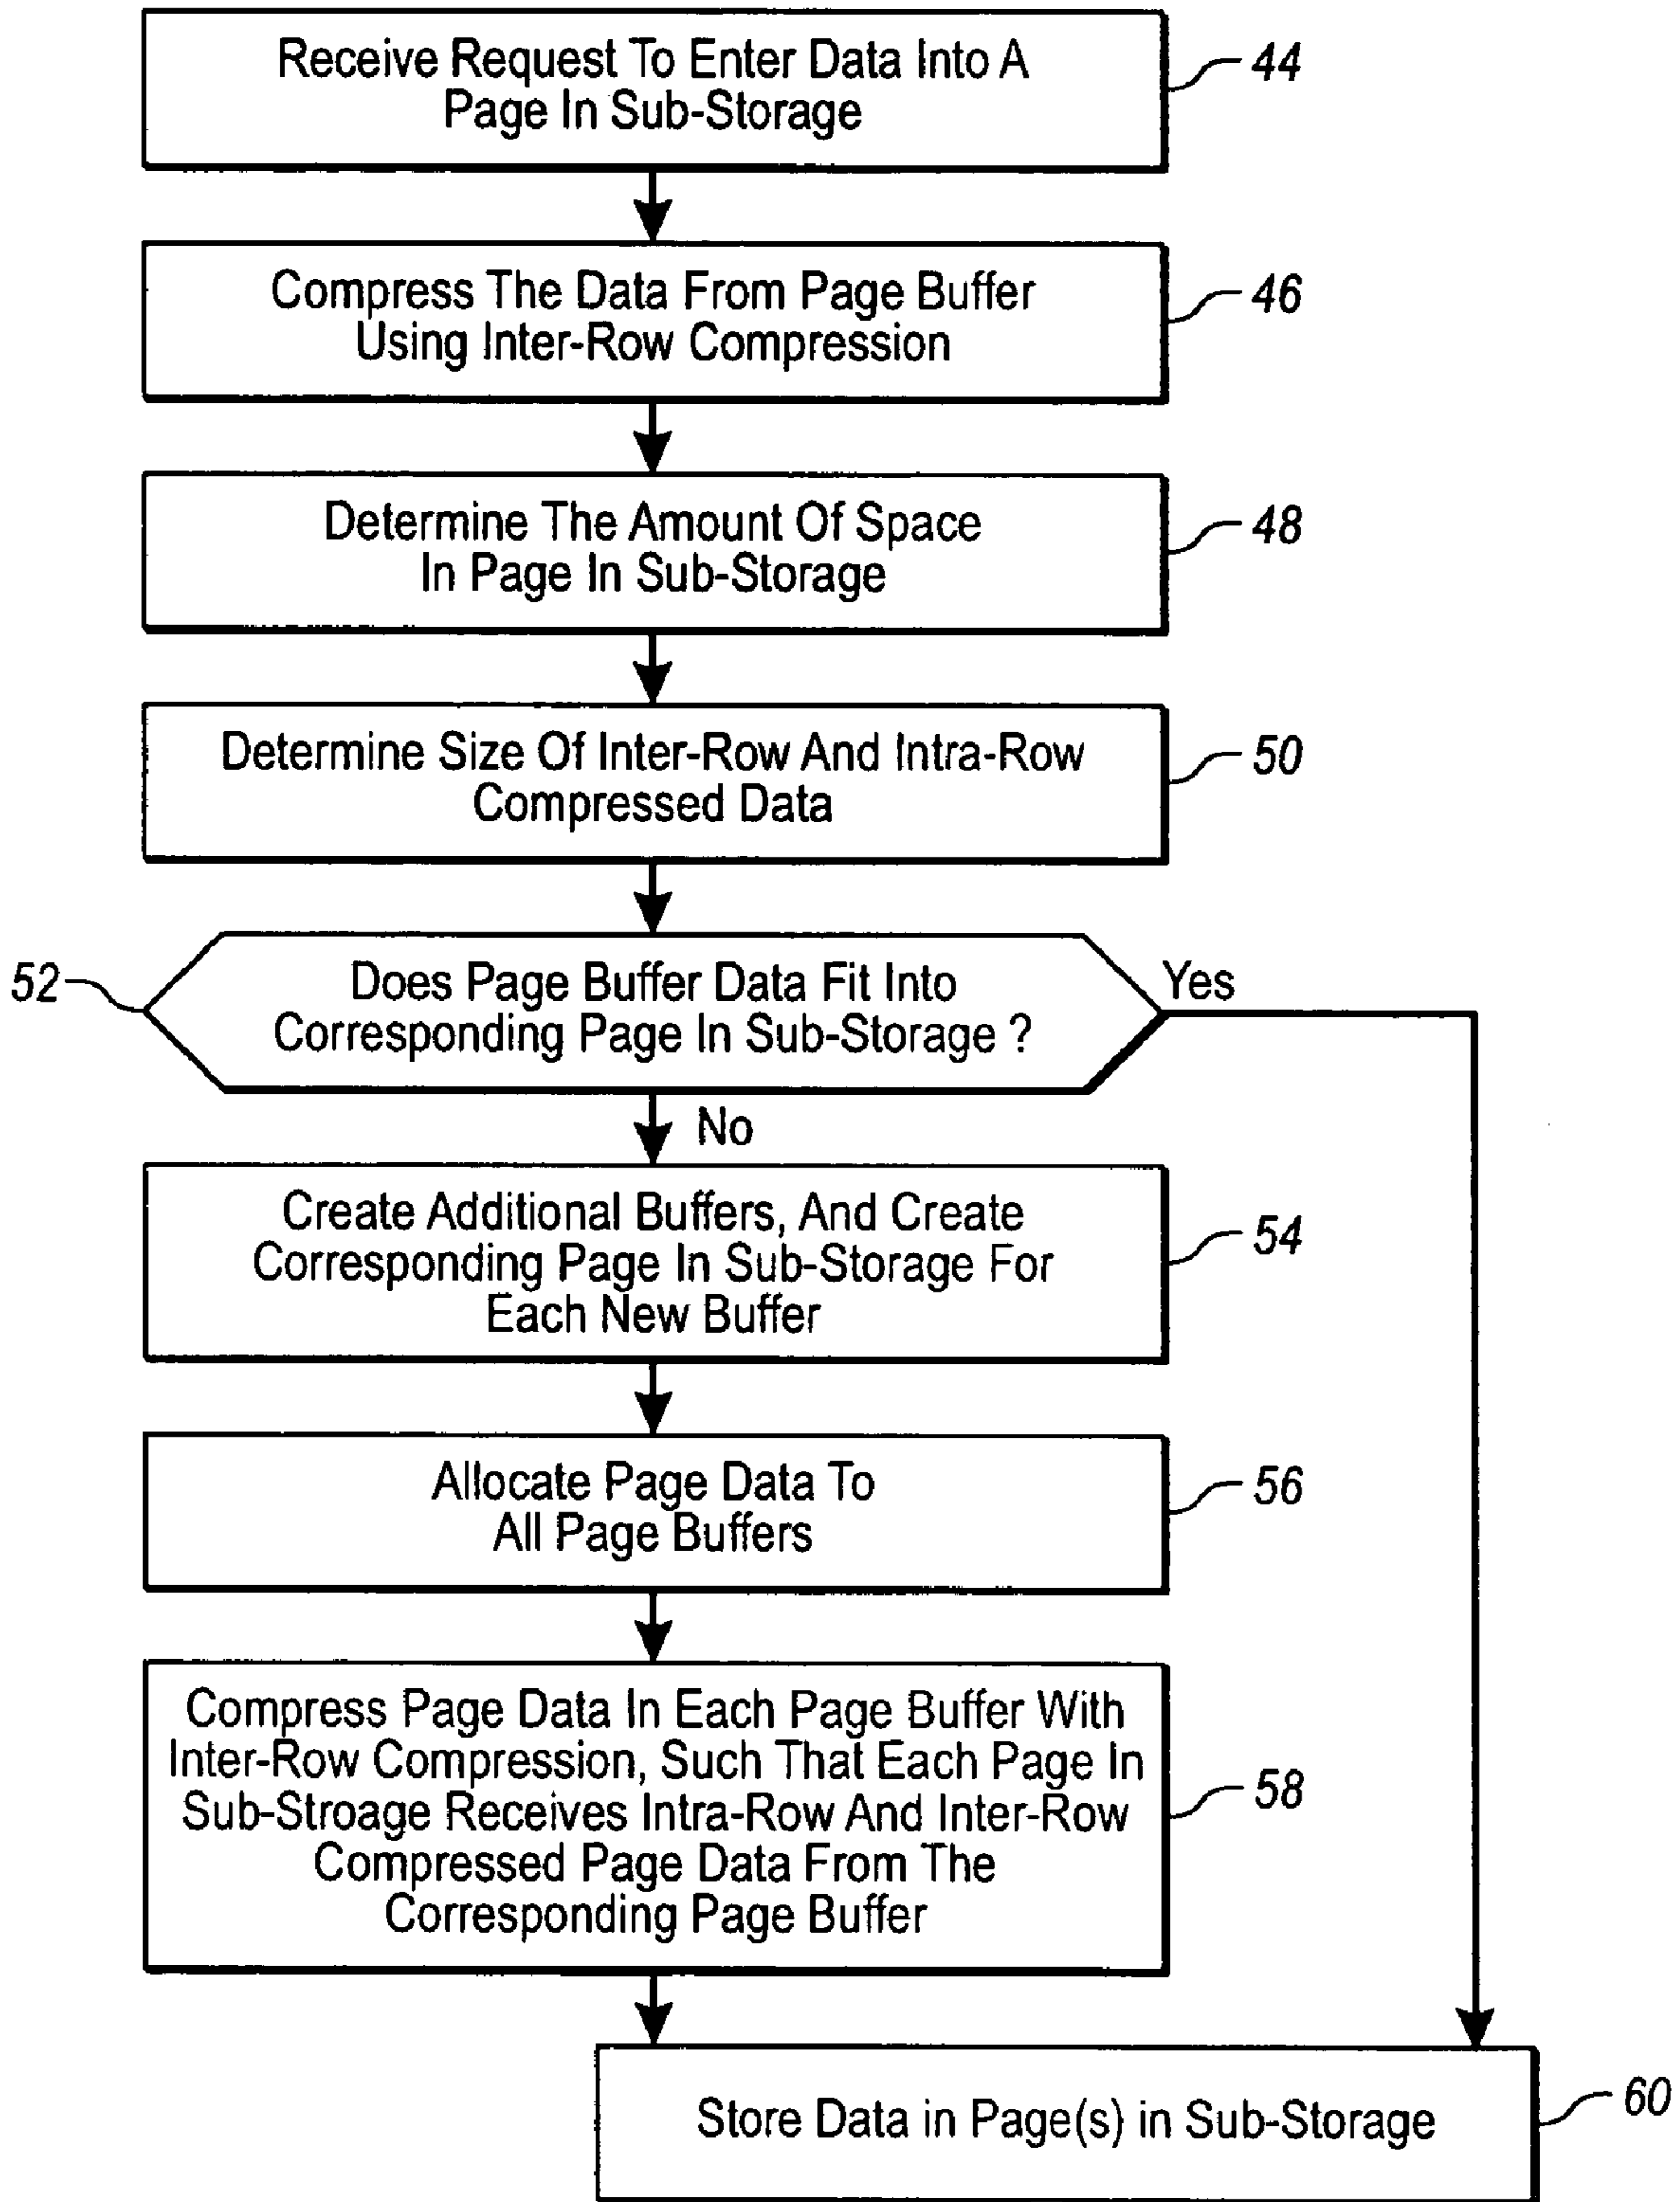 Receive Request To Enter Data Into A
Page In Sub-Storage
44
Compress The Data From Page Buffer
Using Inter-Row Compression
46
Determine The Amount Of Space
In Page In Sub-Storage
48
Determine Size Of Inter-Row And Intra-Row
Compressed Data
50
52
Does Page Buffer Data Fit Into
Corresponding Page In Sub-Storage ?
Yes
No
Create Additional Buffers, And Create
Corresponding Page In Sub-Storage For
Each New Buffer
54
Allocate Page Data To
All Page Buffers
56
Compress Page Data In Each Page Buffer With
Inter-Row Compression, Such That Each Page In
Sub-Stroage Receives Intra-Row And Inter-Row
Compressed Page Data From The
Corresponding Page Buffer
58
Store Data in Page(s) in Sub-Storage
60